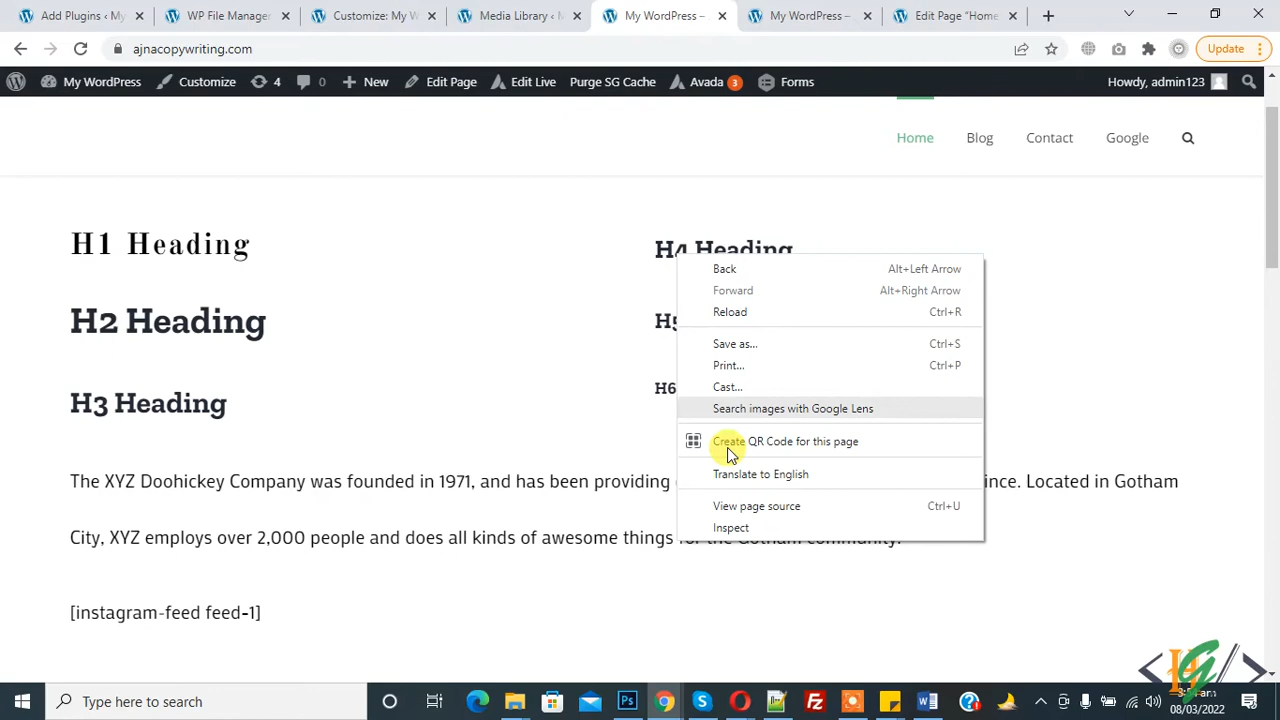 Add Plugins ‹ My W
WP File Manager
Customize: My W
Media Library ‹ M
My WordPress –
My WordPress –
Edit Page "Home
ajnacopywriting.com
Update
My WordPress
Customize
4
0
New
Edit Page
Edit Live
Purge SG Cache
Avada 3
Forms
Howdy, admin123
Home
Blog
Contact
Google
H1 Heading
H4 Heading
H2 Heading
H5
H3 Heading
H6
Back Alt+Left Arrow
Forward Alt+Right Arrow
Reload Ctrl+R
Save as... Ctrl+S
Print... Ctrl+P
Cast...
Search images with Google Lens
Create QR Code for this page
Translate to English
View page source Ctrl+U
Inspect
The XYZ Doohickey Company was founded in 1971, and has been providing
Located in Gotham
City, XYZ employs over 2,000 people and does all kinds of awesome things for the Gotham community.
[instagram-feed feed-1]
Type here to search
08/03/2022